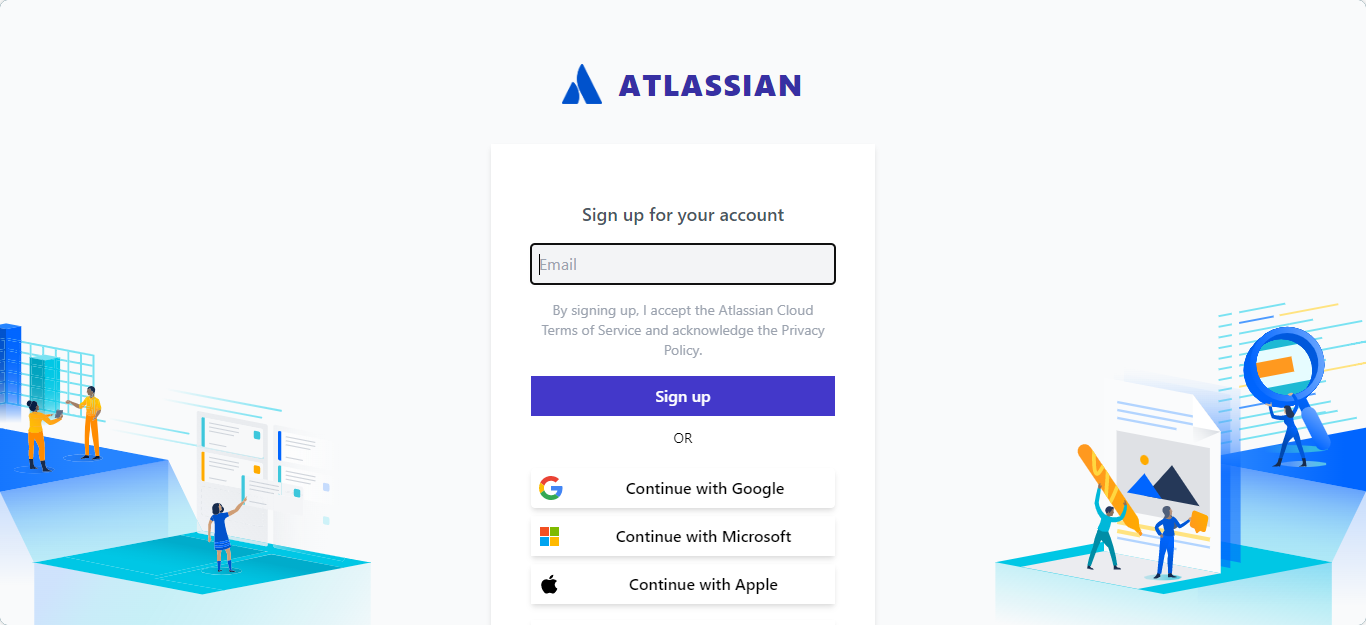 ATLASSIAN
Sign up for your account
Email
By signing up, I accept the Atlassian Cloud
Terms of Service and acknowledge the Privacy
Policy.
Sign up
OR
Continue with Google
Continue with Microsoft
Continue with Apple